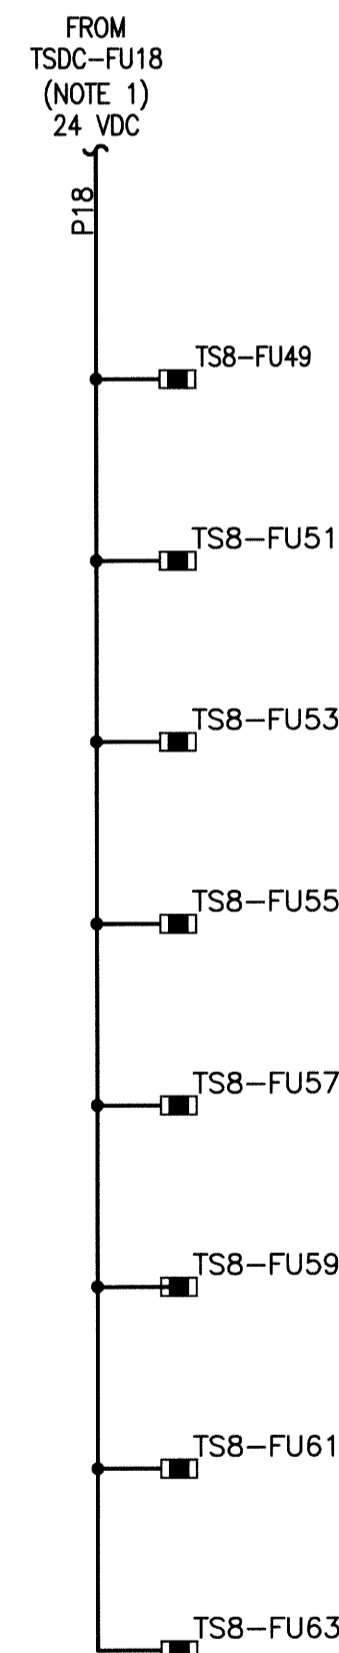 FROM
TSDC-FU18
(NOTE 1)
24 VDC
P18
TS8-FU49
TS8-FU51
TS8-FU53
TS8-FU55
TS8-FU57
TS8-FU59
TS8-FU61
TS8-FU63